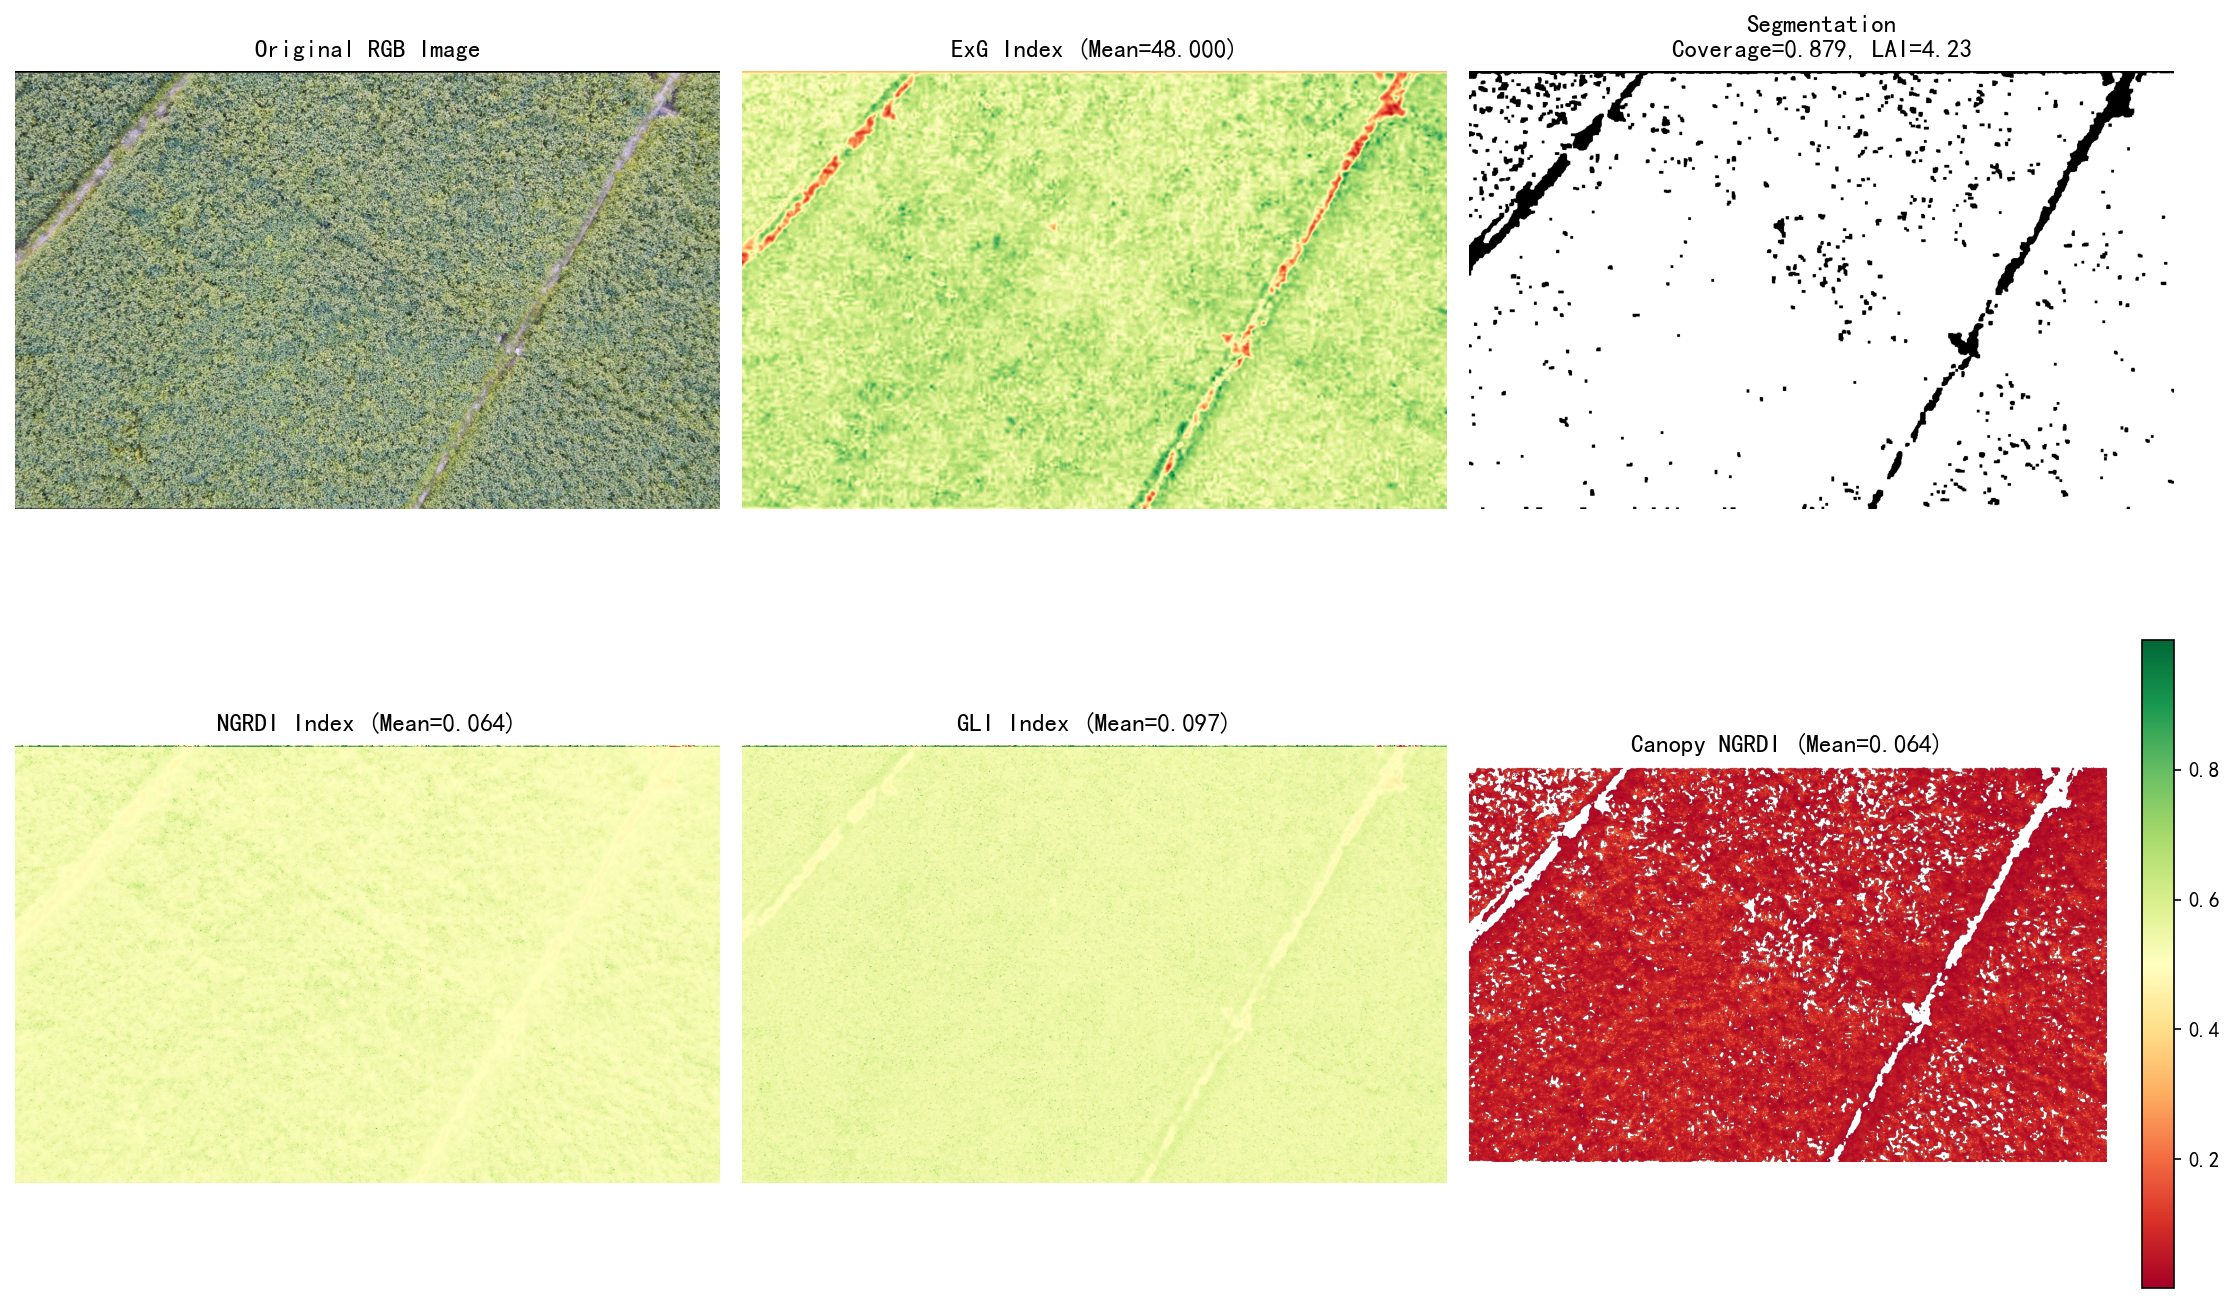 Original RGB Image
ExG Index (Mean=48.000)
Segmentation
Coverage=0.879, LAI=4.23
NGRDI Index (Mean=0.064)
GLI Index (Mean=0.097)
Canopy NGRDI (Mean=0.064)
0.8
0.6
0.4
0.2